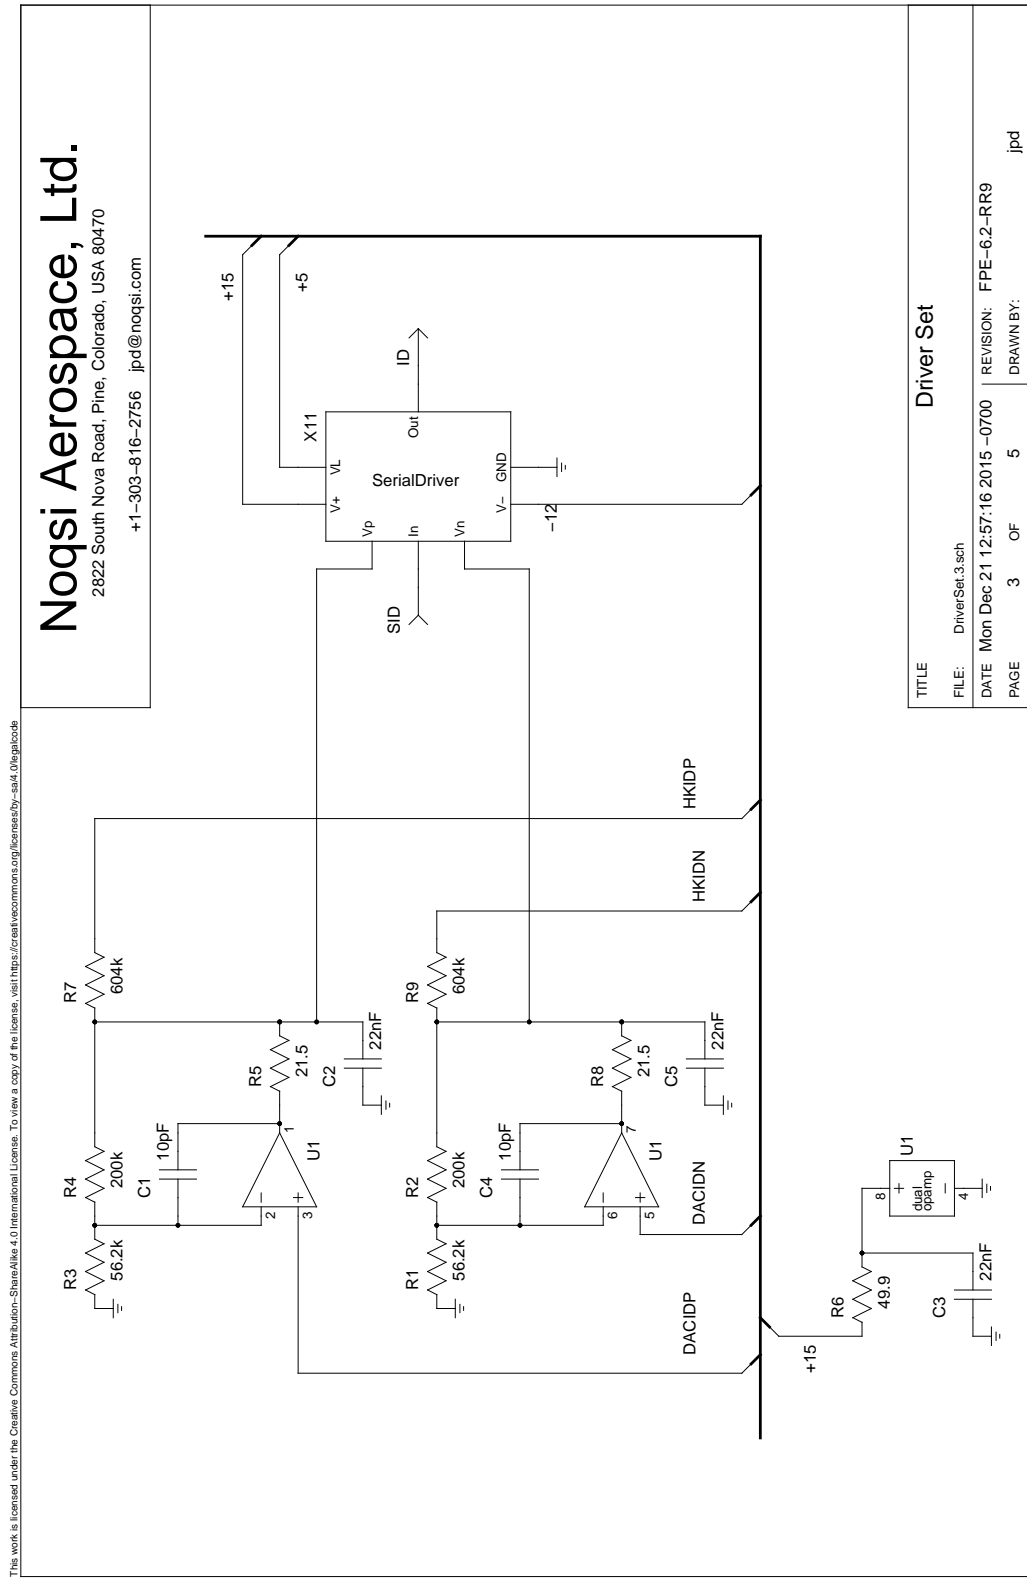 This work is licensed under the Creative Commons Attribution−ShareAlike 4.0 International License. To view a copy of the license, visit https://creativecommons.org/licenses/by−sa/4.0/legalcode
Noqsi Aerospace, Ltd.
2822 South Nova Road, Pine, Colorado, USA 80470
+1−303−816−2756 jpd@noqsi.com
R3
56.2k
R4
200k
C1
10pF
2
3
−
+
1
U1
R5
21.5
C2
22nF
R7
604k
R1
56.2k
R2
200k
C4
10pF
6
5
−
+
7
U1
R8
21.5
C5
22nF
R9
604k
DACIDP
DACIDN
HKIDN
HKIDP
SID
X11
SerialDriver
Vp
In
Vn
V+
VL
Out
V−
GND
ID
+15
+5
−12
+15
R6
49.9
C3
22nF
U1
8
+
dual
opamp
−
4
TITLE
Driver Set
FILE: DriverSet.3.sch
REVISION: FPE−6.2−RR9
DATE Mon Dec 21 12:57:16 2015 −0700
PAGE 3 OF 5
DRAWN BY: jpd